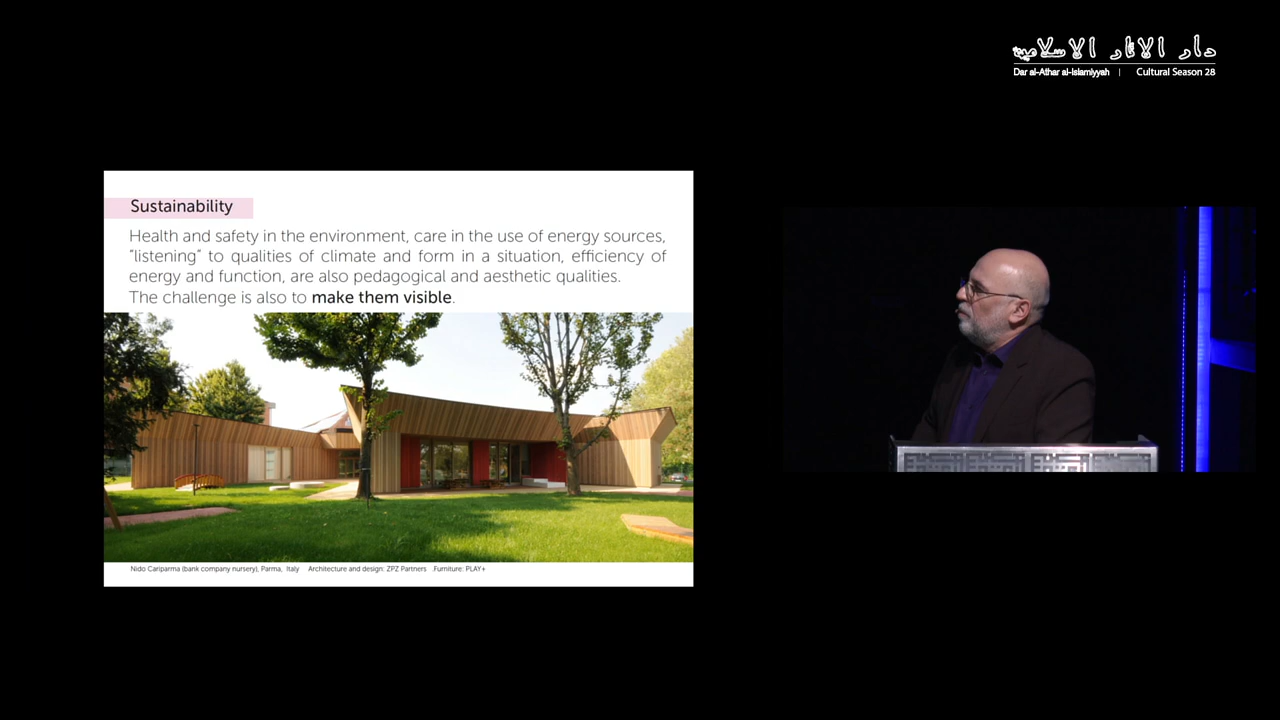 دار الآثار الإسلامية
Dar al-Athar al-Islamiyyah | Cultural Season 28
Sustainability
Health and safety in the environment, care in the use of energy sources,
"listening" to qualities of climate and form in a situation, efficiency of
energy and function, are also pedagogical and aesthetic qualities.
The challenge is also to make them visible.
Nido Cariparma (bank company nursery), Parma, Italy Architecture and design: ZPZ Partners .Furniture: PLAY+